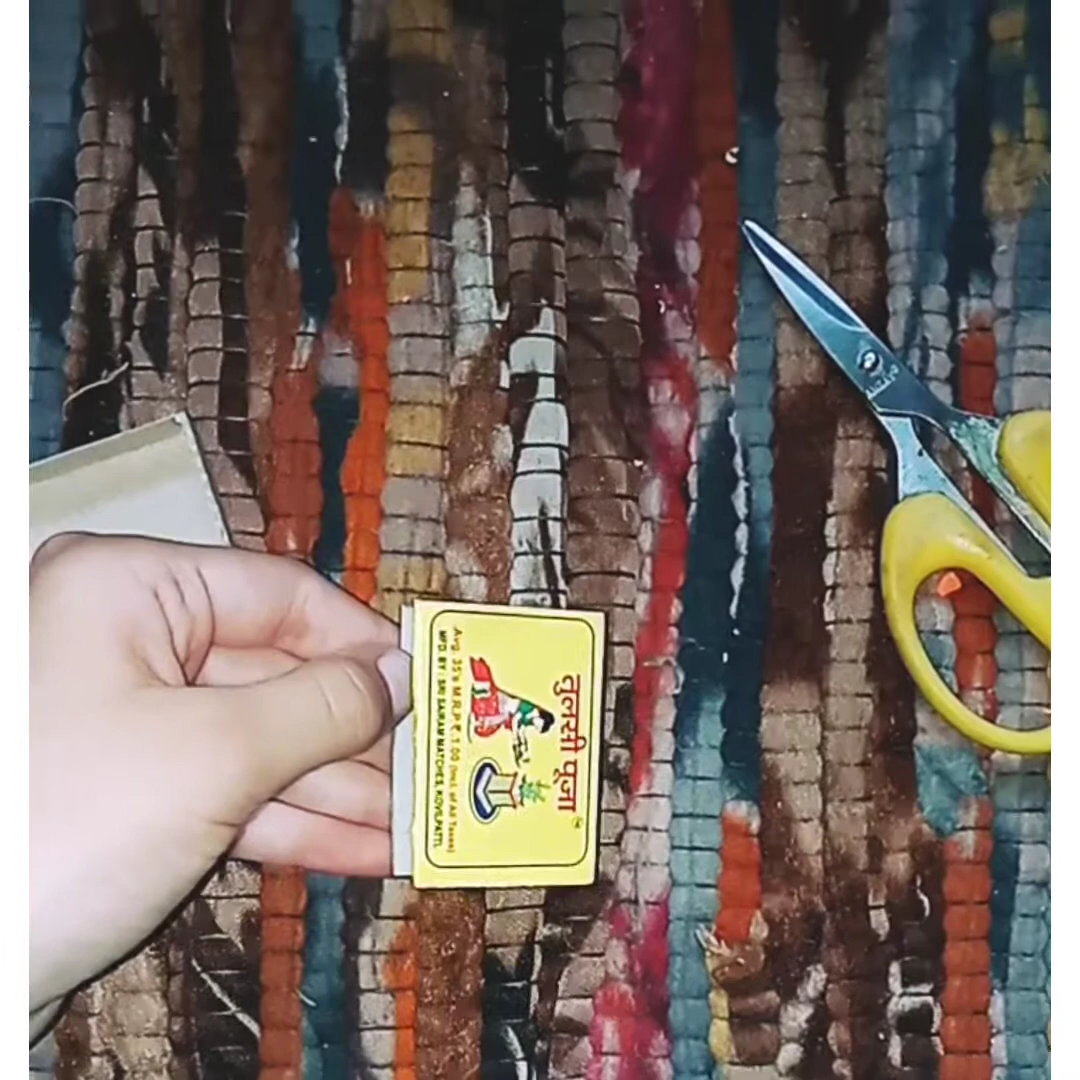 तुलसी पूजा
Avg. 35's M.R.P.₹.1.00 (Incl. of All Taxes)
MFD. BY : SRI SAIRAM MATCHES, KOVILPATTI.